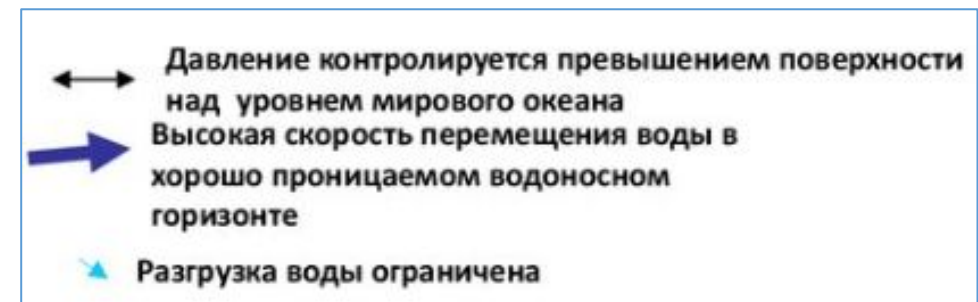 Давление контролируется превышением поверхности
над уровнем мирового океана
Высокая скорость перемещения воды в
хорошо проницаемом водоносном
горизонте
Разгрузка воды ограничена